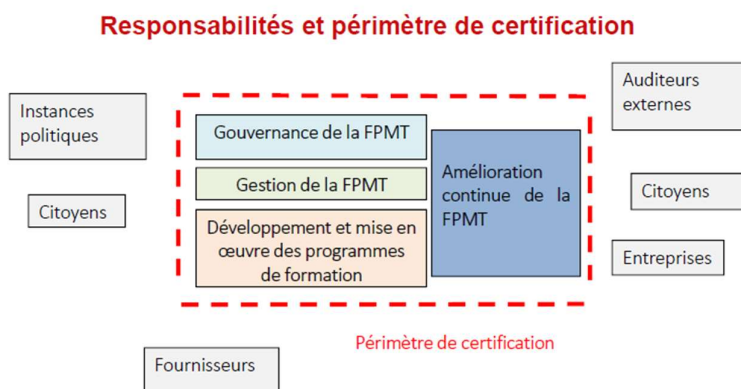 Responsabilités et périmètre de certification
Instances
politiques
Citoyens
Gouvernance de la FPMT
Gestion de la FPMT
Développement et mise en
œuvre des programmes
de formation
Amélioration
continue de la
FPMT
Auditeurs
externes
Citoyens
Entreprises
Périmètre de certification
Fournisseurs